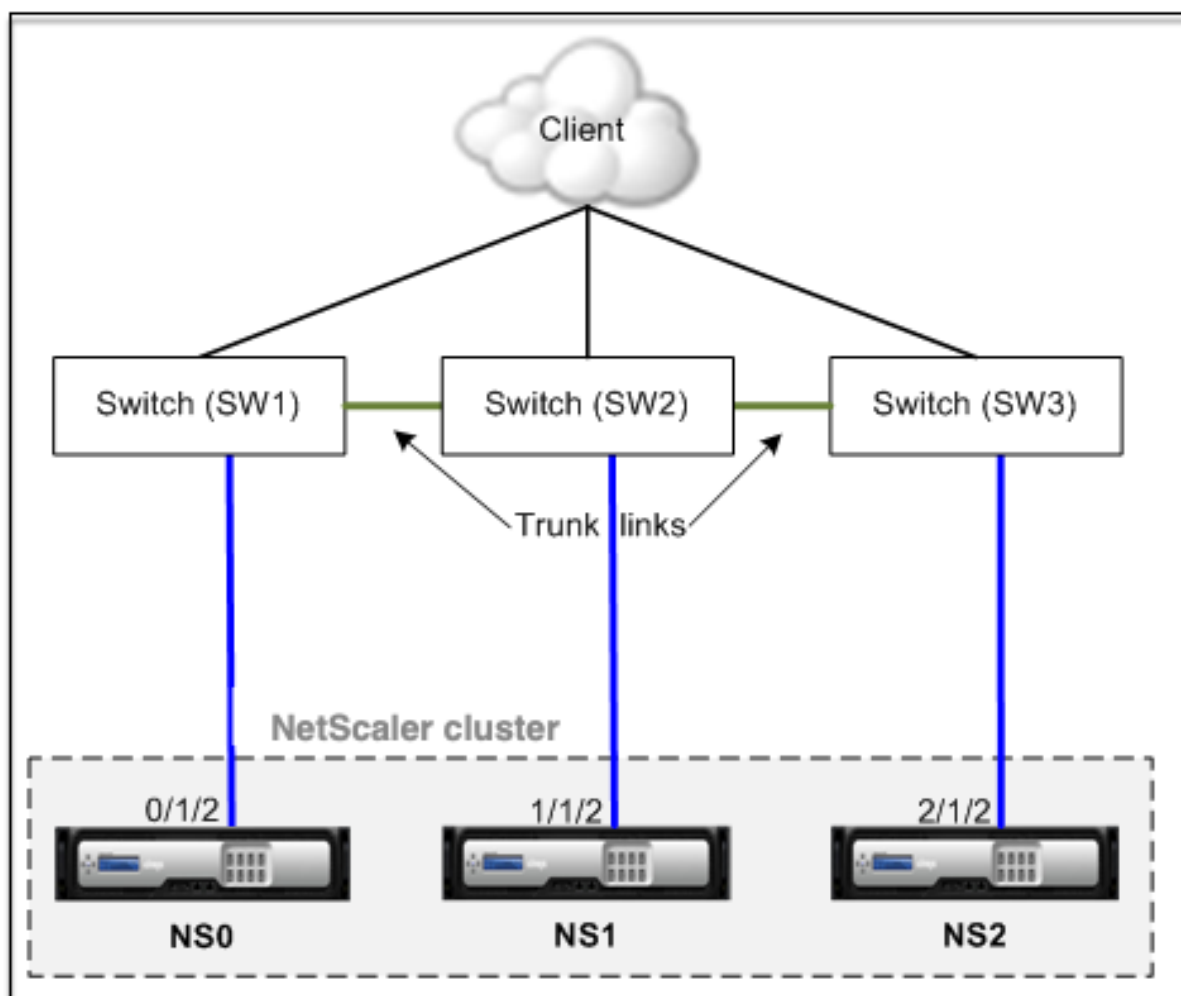 Client
Switch (SW1)
Switch (SW2)
Switch (SW3)
Trunk links
NetScaler cluster
0/1/2
1/1/2
2/1/2
NS0
NS1
NS2